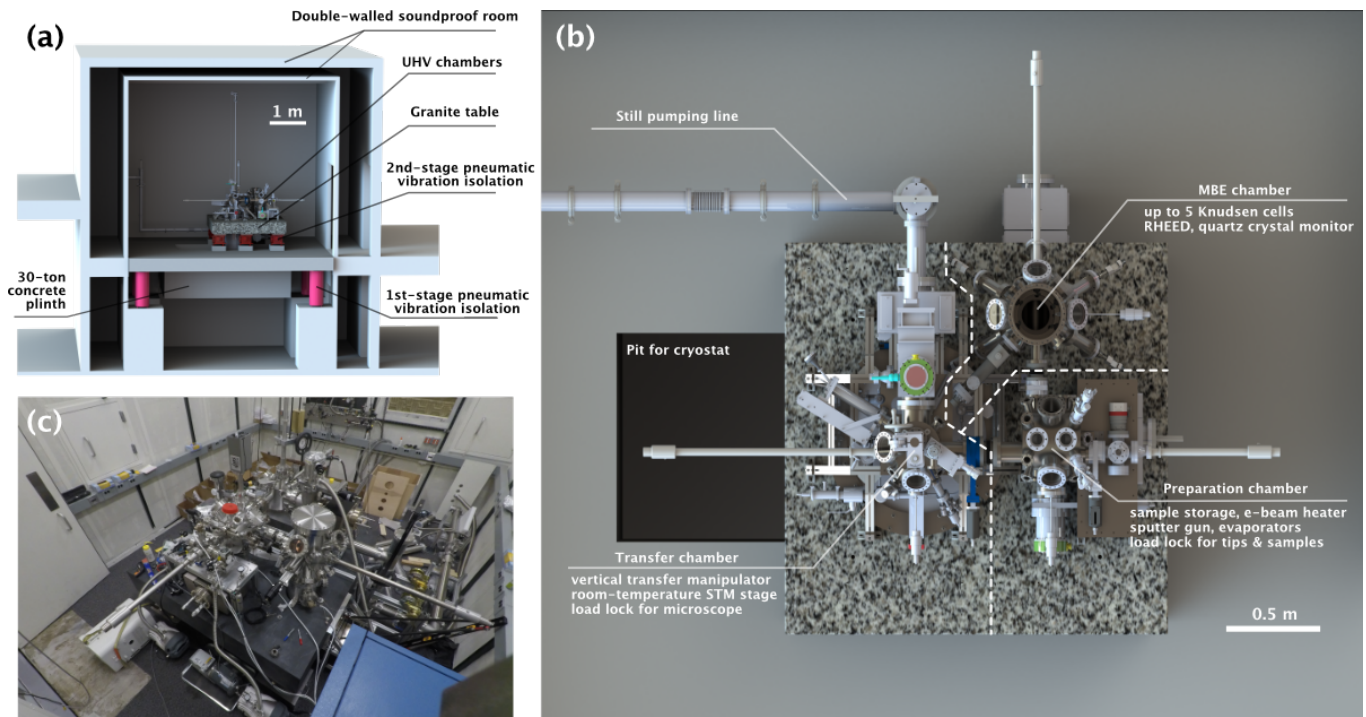 (a)
Double-walled soundproof room
UHV chambers
1 m
Granite table
2nd-stage pneumatic
vibration isolation
30-ton
concrete
plinth
1st-stage pneumatic
vibration isolation
(b)
Still pumping line
MBE chamber
up to 5 Knudsen cells
RHEED, quartz crystal monitor
Pit for cryostat
Preparation chamber
sample storage, e-beam heater
sputter gun, evaporators
load lock for tips & samples
Transfer chamber
vertical transfer manipulator
room-temperature STM stage
load lock for microscope
0.5 m
(c)